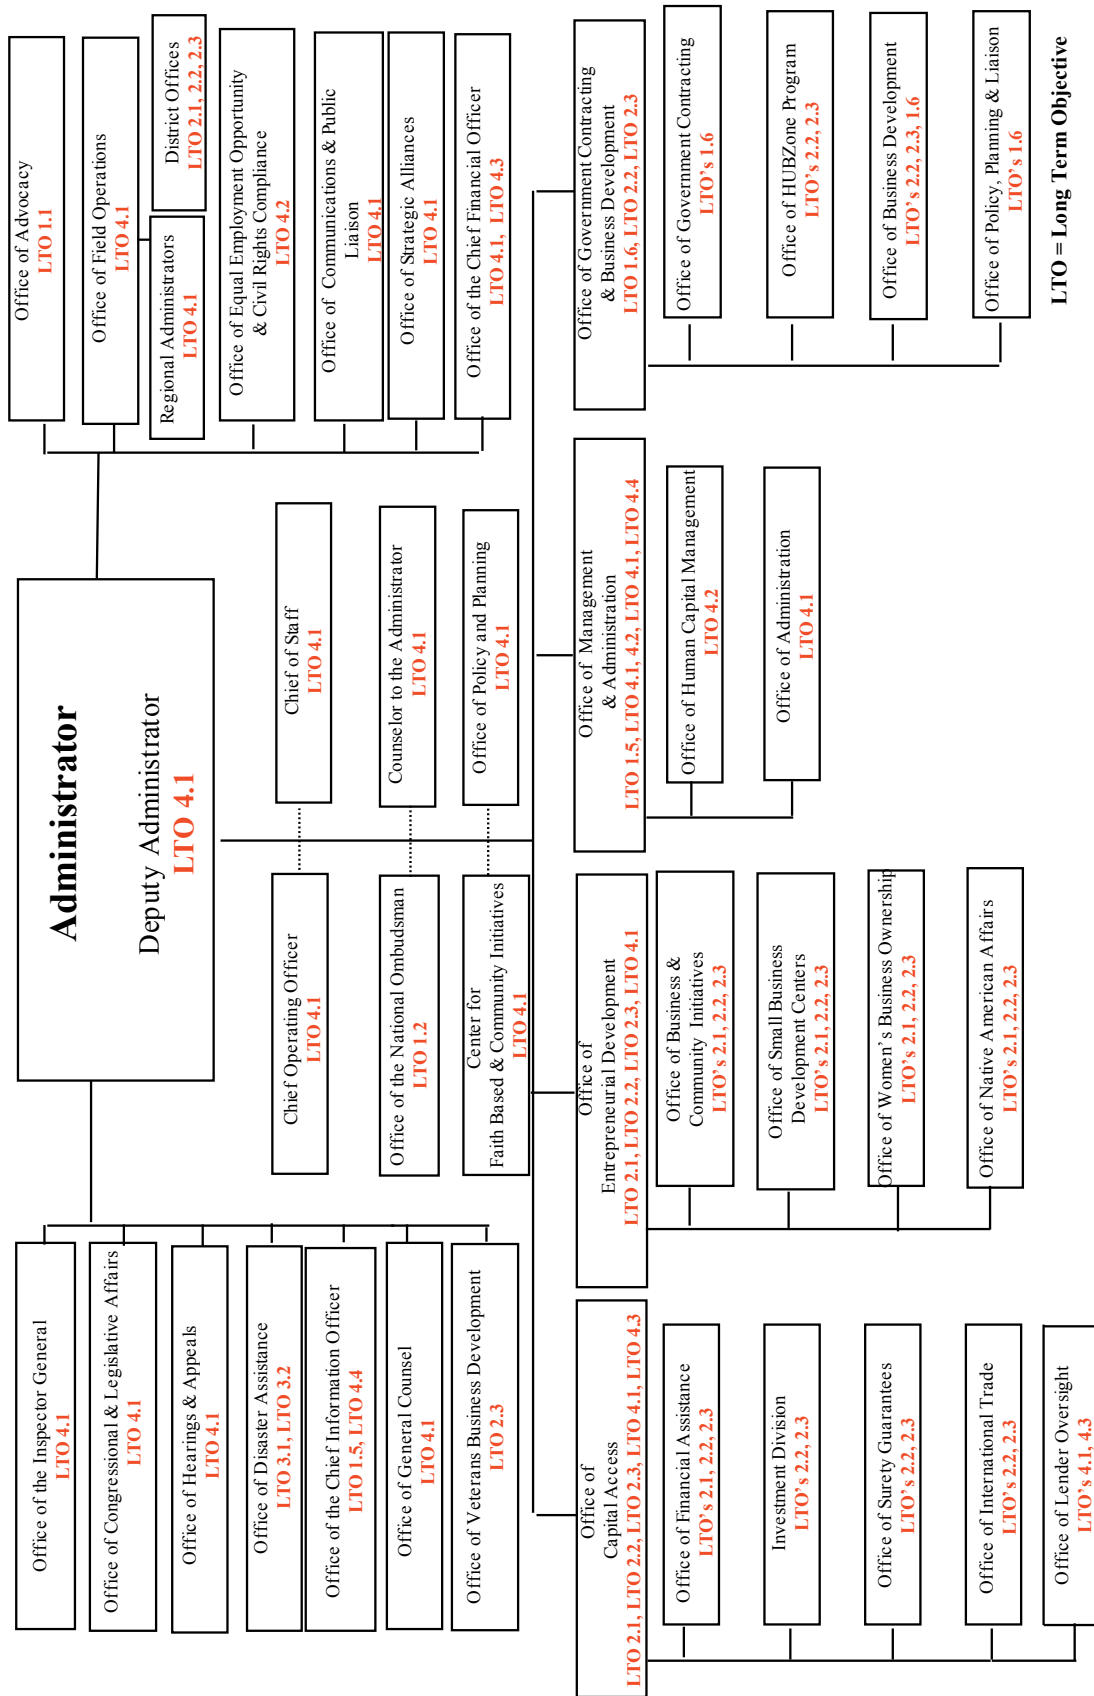 Administrator
Deputy Administrator
LTO 4.1
Office of the Inspector General
LTO 4.1
Office of Congressional & Legislative Affairs
LTO 4.1
Office of Hearings & Appeals
LTO 4.1
Office of Disaster Assistance
LTO 3.1, LTO 3.2
Office of the Chief Information Officer
LTO 1.5, LTO 4.4
Office of General Counsel
LTO 4.1
Office of Veterans Business Development
LTO 2.3
Chief Operating Officer
LTO 4.1
Office of the National Ombudsman
LTO 1.2
Center for
Faith Based & Community Initiatives
LTO 4.1
Chief of Staff
LTO 4.1
Counselor to the Administrator
LTO 4.1
Office of Policy and Planning
LTO 4.1
Office of Advocacy
LTO 1.1
Office of Field Operations
LTO 4.1
Regional Administrators
LTO 4.1
District Offices
LTO 2.1, 2.2, 2.3
Office of Equal Employment Opportunity
& Civil Rights Compliance
LTO 4.2
Office of Communications & Public
Liaison
LTO 4.1
Office of Strategic Alliances
LTO 4.1
Office of the Chief Financial Officer
LTO 4.1, LTO 4.3
Office of
Capital Access
LTO 2.1, LTO 2.2, LTO 2.3, LTO 4.1, LTO 4.3
Office of Financial Assistance
LTO's 2.1, 2.2, 2.3
Investment Division
LTO's 2.2, 2.3
Office of Surety Guarantees
LTO's 2.2, 2.3
Office of International Trade
LTO's 2.2, 2.3
Office of Lender Oversight
LTO's 4.1, 4.3
Office of
Entrepreneurial Development
LTO 2.1, LTO 2.2, LTO 2.3, LTO 4.1
Office of Business &
Community Initiatives
LTO's 2.1, 2.2, 2.3
Office of Small Business
Development Centers
LTO's 2.1, 2.2, 2.3
Office of Women's Business Ownership
LTO's 2.1, 2.2, 2.3
Office of Native American Affairs
LTO's 2.1, 2.2, 2.3
Office of Management
& Administration
LTO 1.5, LTO 4.1, 4.2, LTO 4.1, LTO 4.4
Office of Human Capital Management
LTO 4.2
Office of Administration
LTO 4.1
Office of Government Contracting
& Business Development
LTO 1.6, LTO 2.2, LTO 2.3
Office of Government Contracting
LTO's 1.6
Office of HUBZone Program
LTO's 2.2, 2.3
Office of Business Development
LTO's 2.2, 2.3, 1.6
Office of Policy, Planning & Liaison
LTO's 1.6
LTO = Long Term Objective